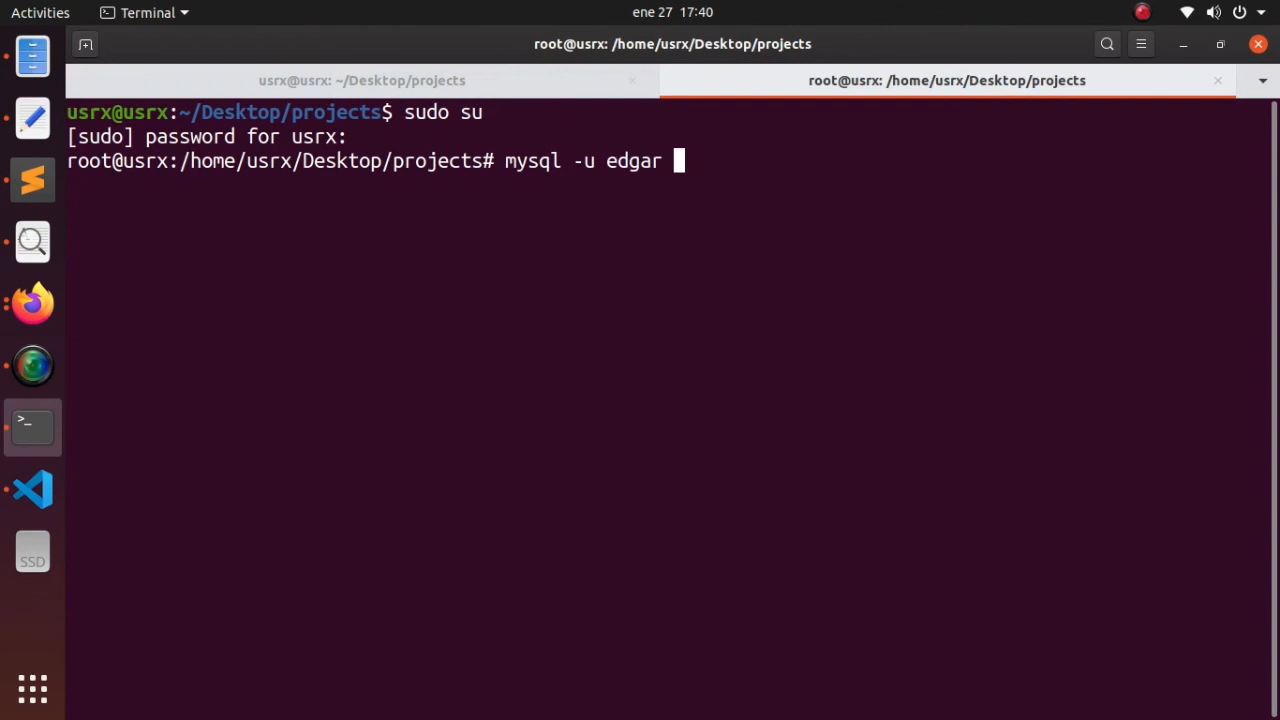 Activities
Terminal
ene 27 17:40
root@usrx: /home/usrx/Desktop/projects
usrx@usrx: ~/Desktop/projects
root@usrx: /home/usrx/Desktop/projects
usrx@usrx:~/Desktop/projects$ sudo su
[sudo] password for usrx:
root@usrx:/home/usrx/Desktop/projects# mysql -u edgar
>_
SSD